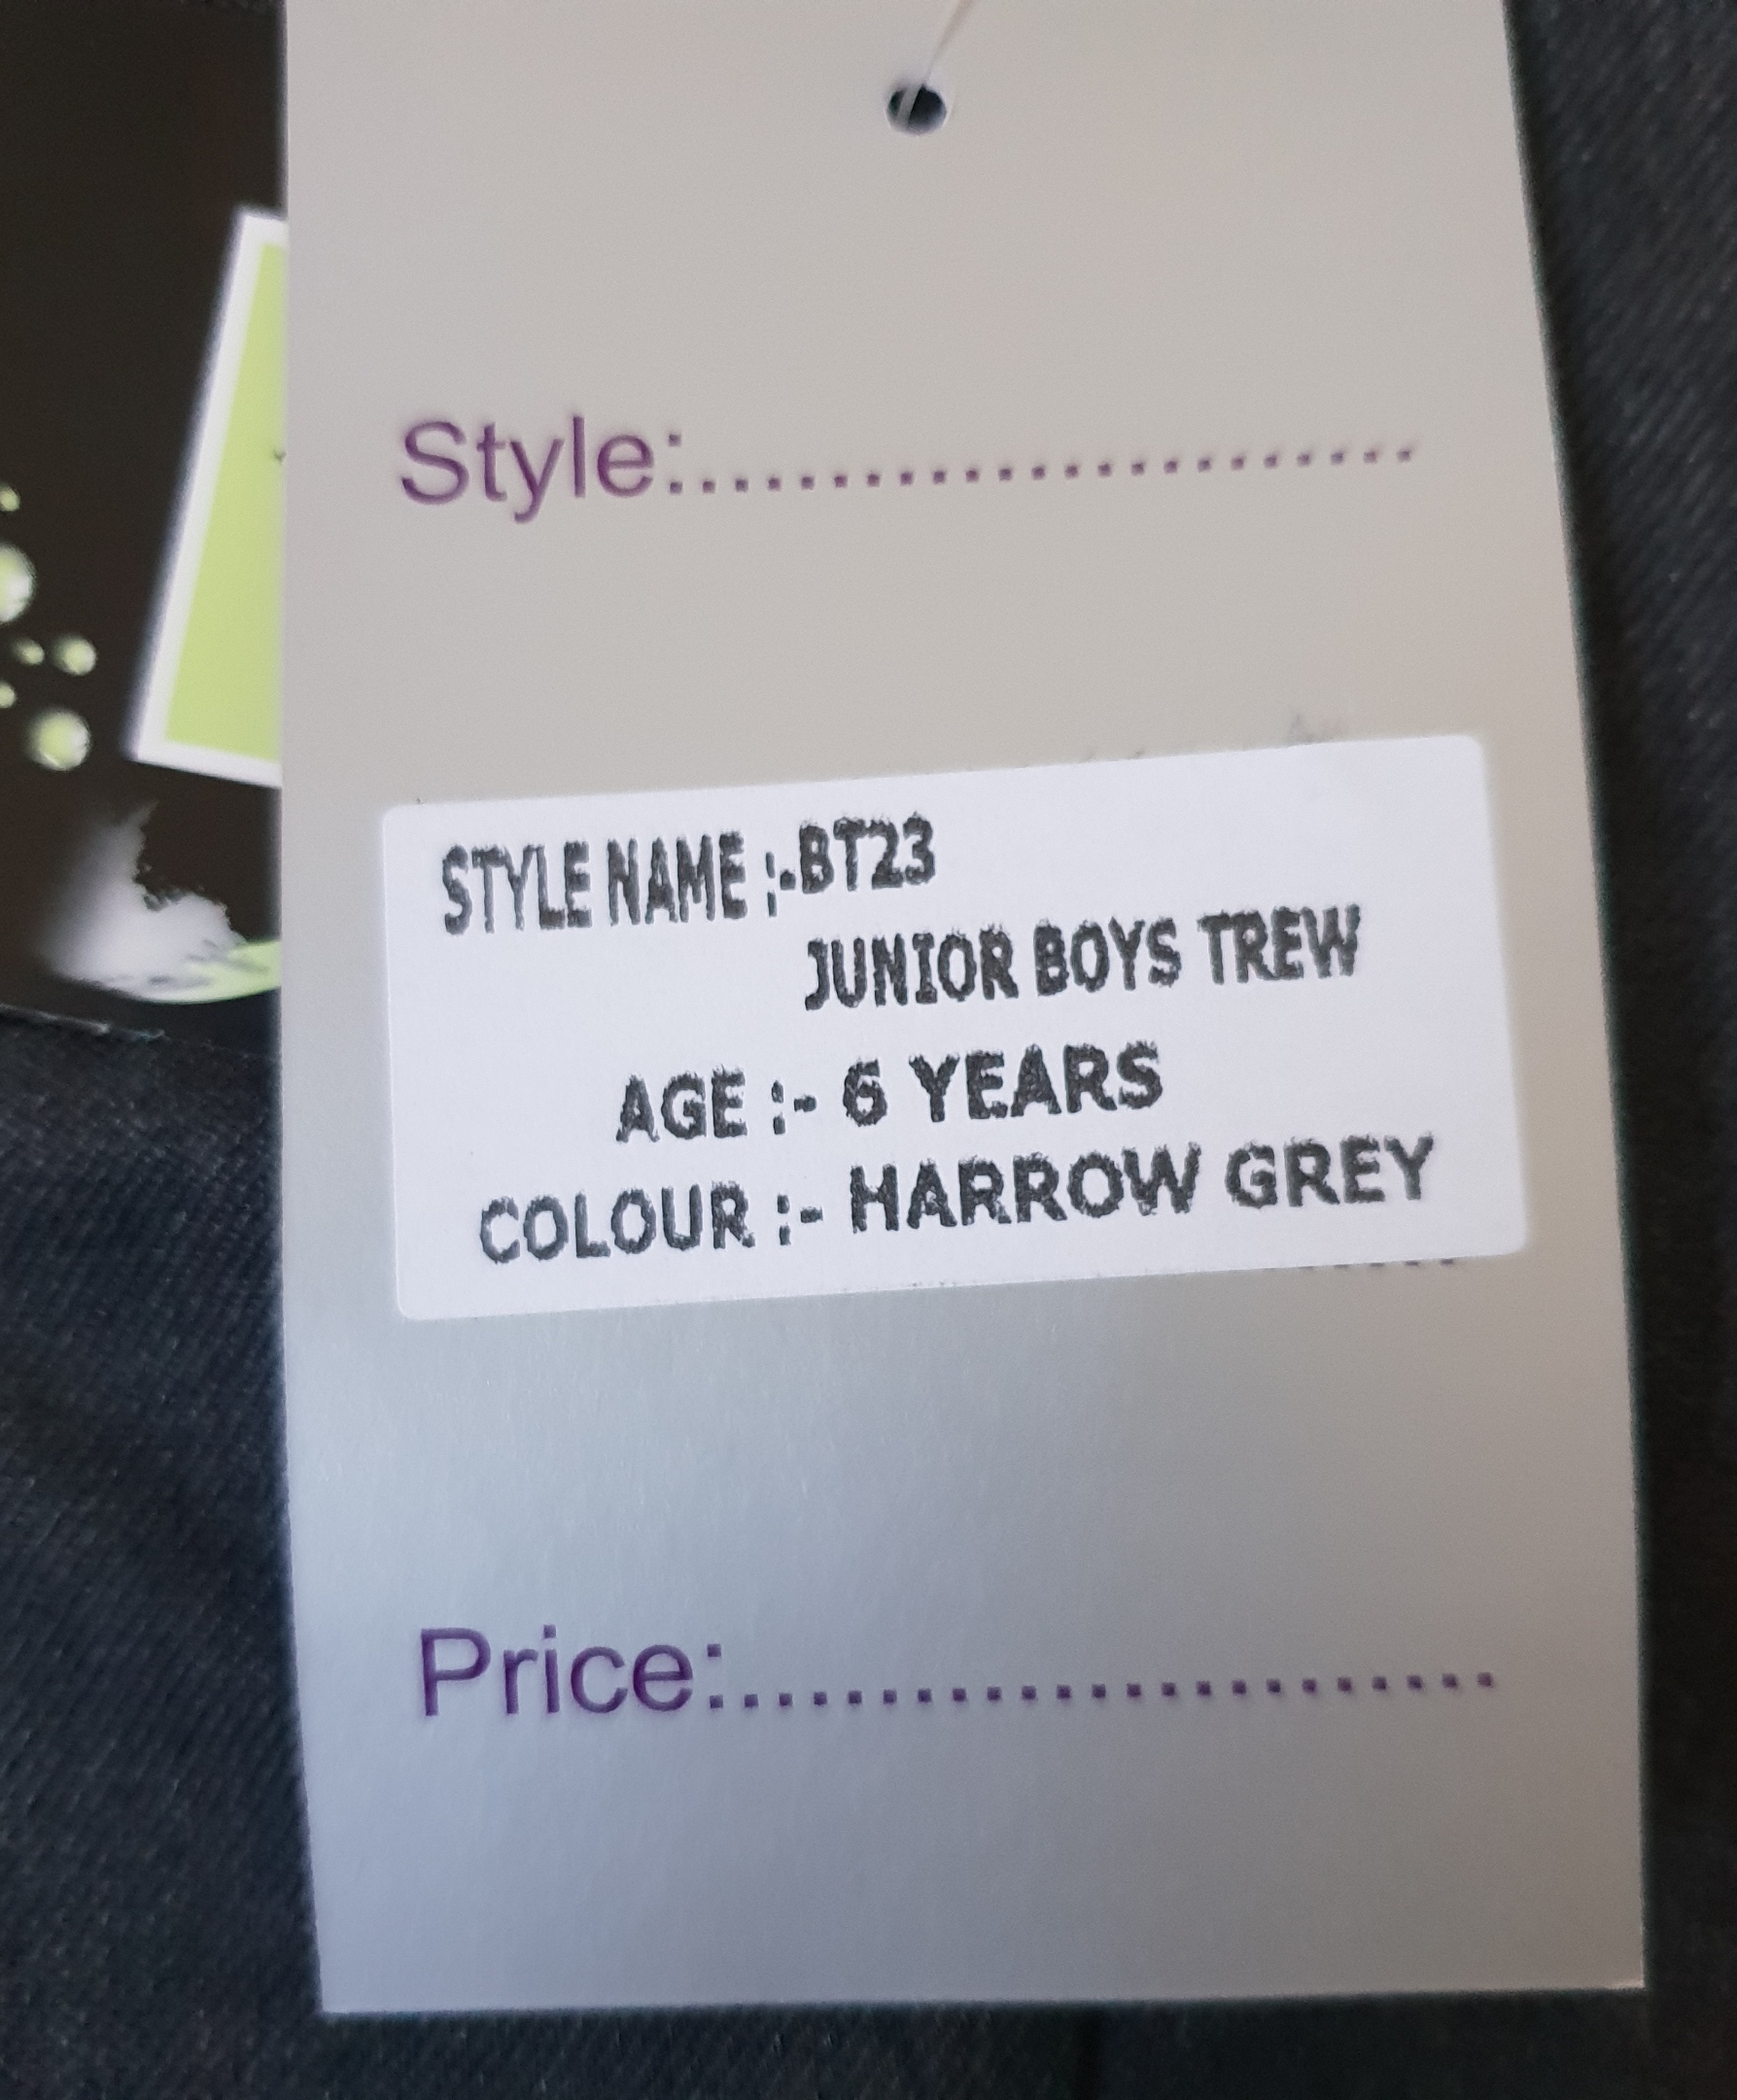 Style:........................
STYLE NAME :-BT23
JUNIOR BOYS TREW
AGE :- 6 YEARS
COLOUR :- HARROW GREY
Price:......................